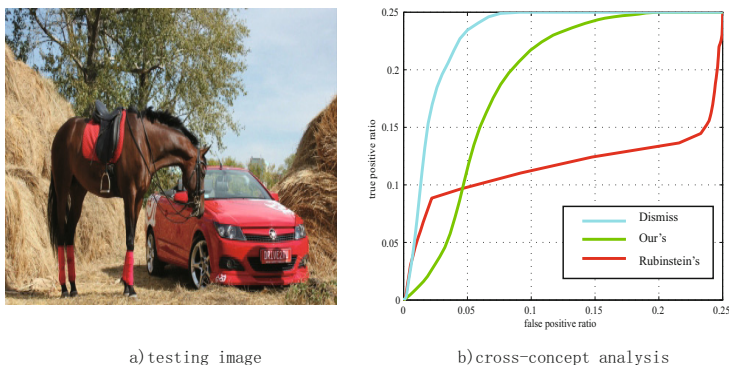 DRIVE2
0.25
0.2
0.15
0.1
0.05
0
true positive ratio
Dismiss
Our's
Rubinstein's
0
0.05
0.1
0.15
0.2
0.25
false positive ratio
a)testing image
b)cross-concept analysis